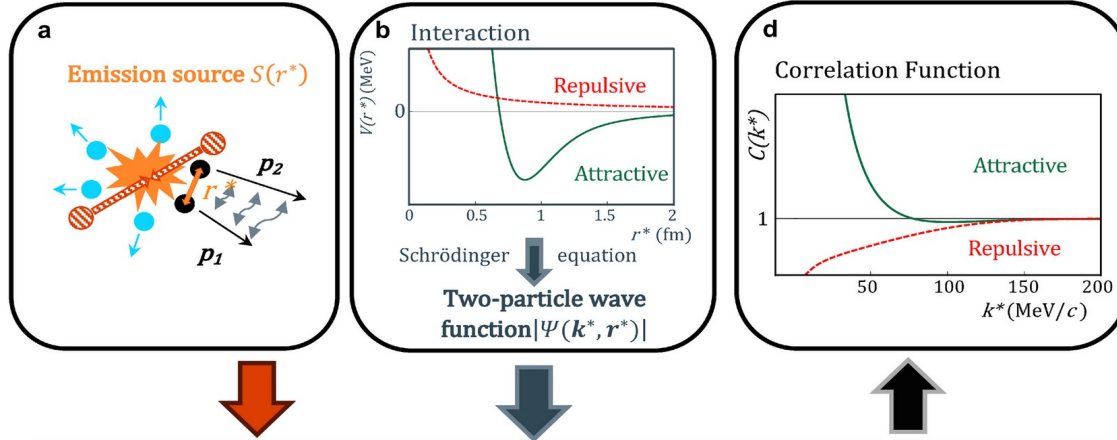 a
Emission source S(r*)
p₂
r*
p₁
b
Interaction
V(r*) (MeV)
Repulsive
0
Attractive
0 0.5 1 1.5 2
r* (fm)
Schrödinger equation
Two-particle wave
function|Ψ(k*, r*)|
d
Correlation Function
C(k*)
Attractive
1
Repulsive
50 100 150 200
k* (MeV/c)